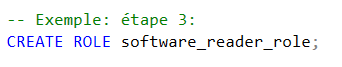 -- Exemple: étape 3:
CREATE ROLE software_reader_role;